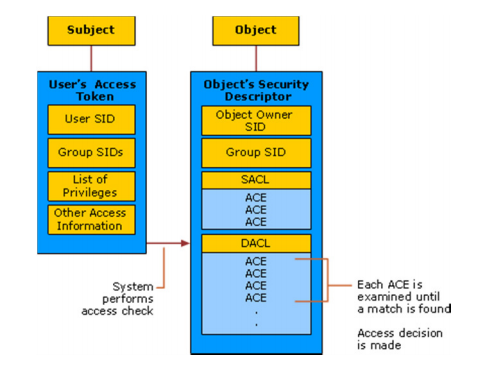 Subject
Object
User's Access
Token
User SID
Group SIDs
List of
Privileges
Other Access
Information
Object's Security
Descriptor
Object Owner
SID
Group SID
SACL
ACE
ACE
ACE
DACL
ACE
ACE
ACE
ACE
.
.
System
performs
access check
Each ACE is
examined until
a match is found
Access decision
is made